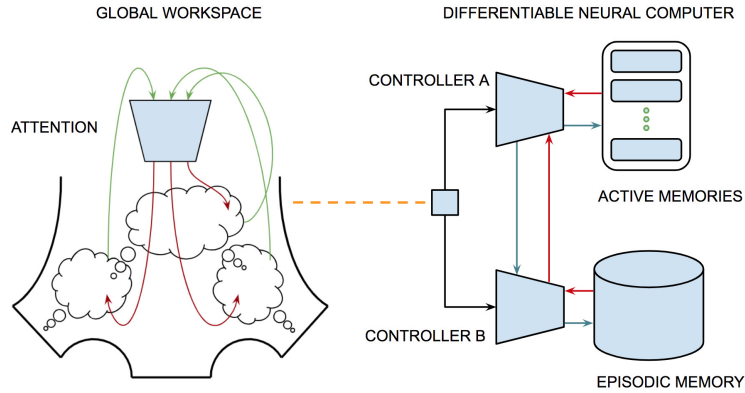 GLOBAL WORKSPACE
DIFFERENTIABLE NEURAL COMPUTER
ATTENTION
CONTROLLER A
ACTIVE MEMORIES
CONTROLLER B
EPISODIC MEMORY